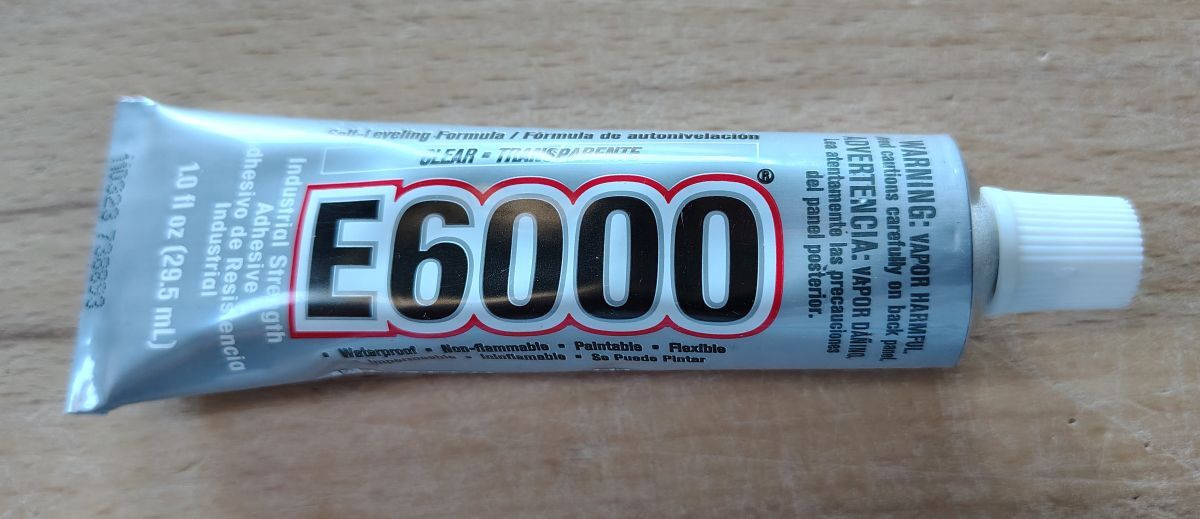 Self-Leveling Formula / Fórmula de autonivelación
CLEAR • TRANSPARENTE
E6000®
• Waterproof • Non-flammable • Paintable • Flexible
• Impermeable • Ininflamable • Se Puede Pintar
Industrial Strength
Adhesive
Adhesivo de Resistencia
Industrial
1.0 fl oz (29.5 mL)
WARNING: VAPOR HARMFUL
cautions carefully on back panel.
ADVERTENCIA: VAPOR DAÑINO
Lea atentamente las precauciones
del panel posterior.